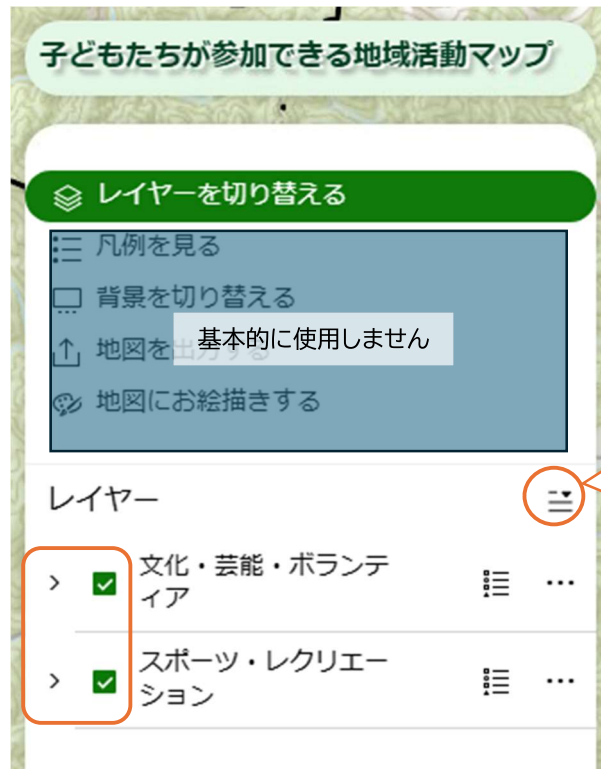 子どもたちが参加できる地域活動マップ
レイヤーを切り替える
凡例を見る
背景を切り替える
基本的に使用しません
地図を出力する
地図にお絵描きする
レイヤー
文化・芸能・ボランテ
ィア
スポーツ・レクリエー
ション